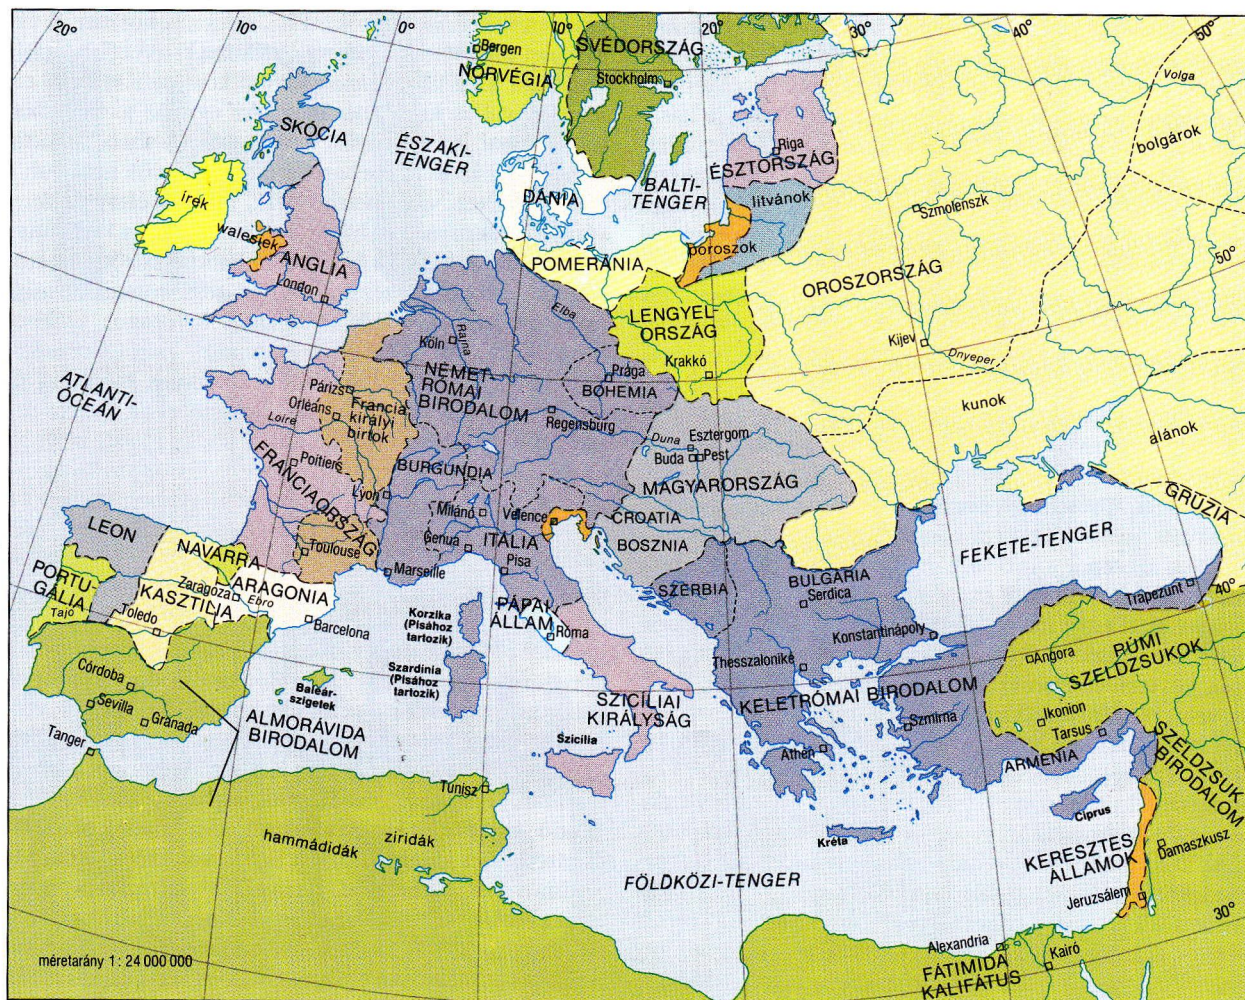 20°
10°
0°
10°
20°
30°
40°
50°
Bergen
NORVÉGIA
SVÉDORSZÁG
Stockholm
Volga
bolgárok
SKÓCIA
ÉSZAKI-
TENGER
Riga
ÉSZTORSZÁG
írek
DÁNIA
BALTI-
TENGER
litvánok
Szmolenszk
walesiek
ANGLIA
London
POMERÁNIA
poroszok
OROSZORSZÁG
50°
Elba
LENGYEL-
ORSZÁG
Köln
Rajna
Kijev
Dnyeper
Krakkó
Prága
BOHEMIA
NÉMET-
RÓMAI
BIRODALOM
ATLANTI-
ÓCEÁN
Párizs
Orléans
Francia
királyi
birtok
Loire
Regensburg
kunok
alánok
Duna
Esztergom
Buda
Pest
Poitiers
FRANCIAORSZÁG
BURGUNDIA
MAGYARORSZÁG
Lyon
GRÚZIA
Milánó
Velence
CROATIA
LEON
ITÁLIA
BOSZNIA
FEKETE-TENGER
NAVARRA
Toulouse
Genua
Pisa
Marseille
SZERBIA
BULGÁRIA
Serdica
Trapezunt
40°
PORTU-
GÁLIA
Tajo
KASZTÍLIA
Zaragoza
Ebro
ARAGONIA
Toledo
Barcelona
Korzika
(Pisához
tartozik)
PÁPAI
ÁLLAM
Róma
Konstantinápoly
Angora
RÚMI
SZELDZSUKOK
Córdoba
Sevilla
Granada
Baleár-
szigetek
Szardínia
(Pisához
tartozik)
Thesszalonike
KELETRÓMAI BIRODALOM
SZICÍLIAI
KIRÁLYSÁG
Szmirna
Ikonion
Tarsus
ALMORÁVIDA
BIRODALOM
Tanger
Szicília
Athén
ARMENIA
SZELDZSUK
BIRODALOM
Tunisz
Ciprus
Kréta
hammádidák
zíridák
KERESZTES
ÁLLAMOK
Damaszkusz
FÖLDKÖZI-TENGER
Jeruzsálem
30°
Alexandria
Kairó
FÁTIMIDA
KALIFÁTUS
méretarány 1 : 24 000 000